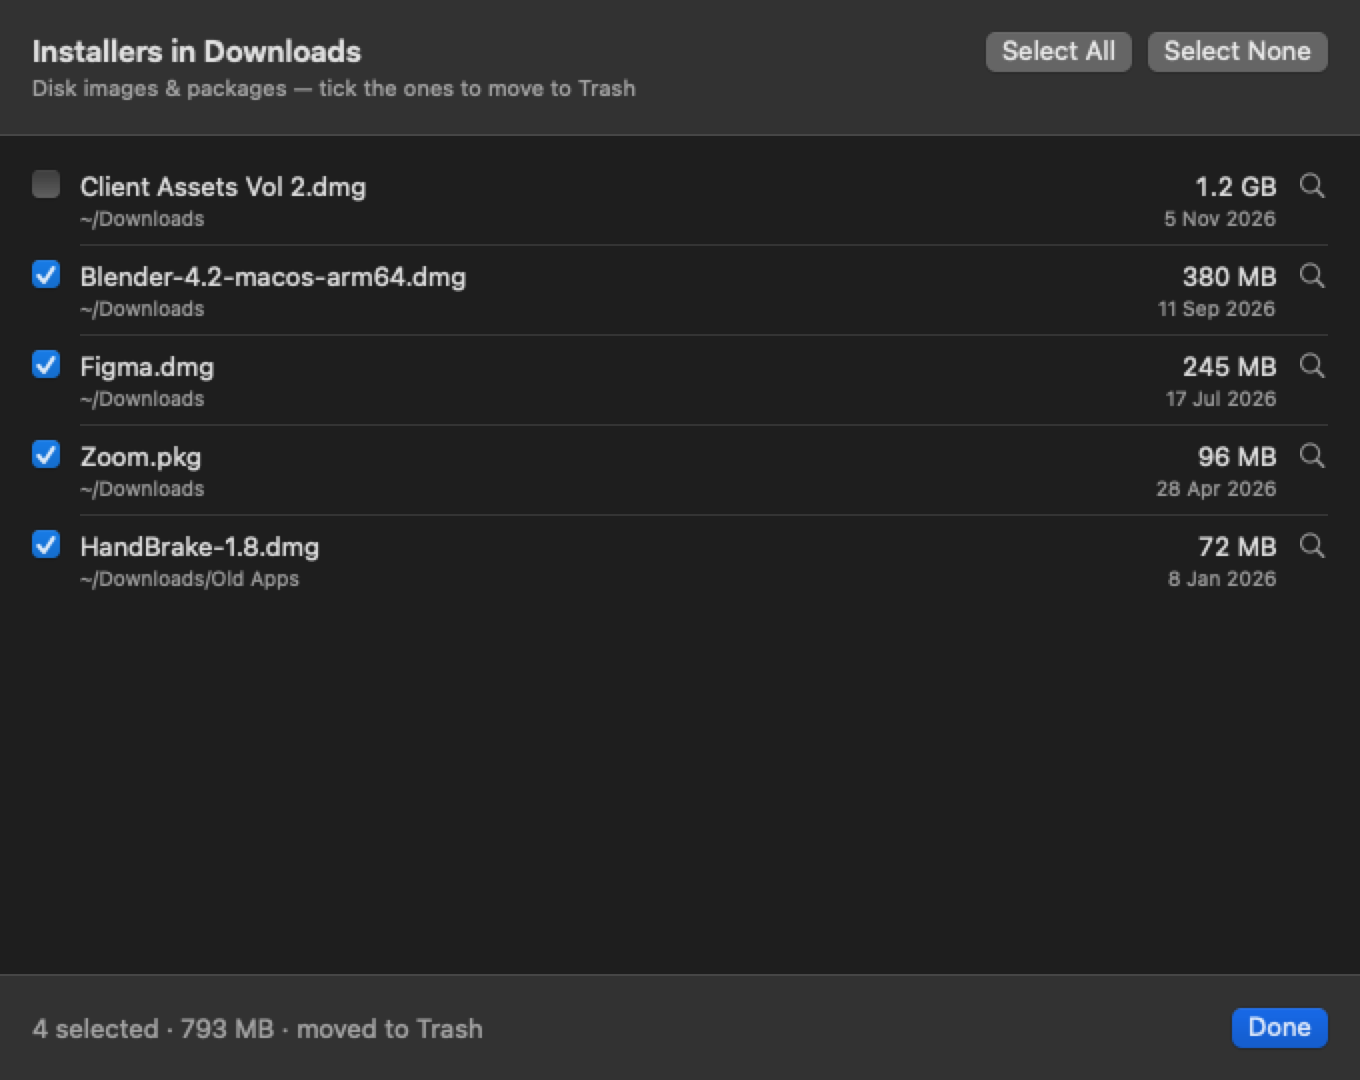 Installers in Downloads
Disk images & packages — tick the ones to move to Trash
Select All
Select None
Client Assets Vol 2.dmg
1.2 GB
~/Downloads
5 Nov 2026
Blender-4.2-macos-arm64.dmg
380 MB
~/Downloads
11 Sep 2026
Figma.dmg
245 MB
~/Downloads
17 Jul 2026
Zoom.pkg
96 MB
~/Downloads
28 Apr 2026
HandBrake-1.8.dmg
72 MB
~/Downloads/Old Apps
8 Jan 2026
4 selected · 793 MB · moved to Trash
Done